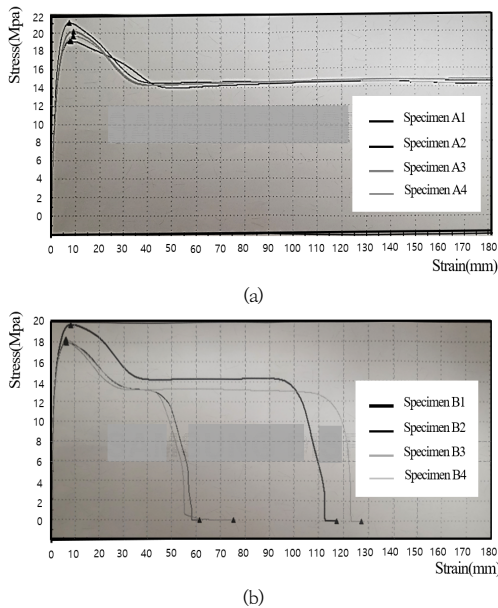 Stress(Mpa)
22
20
18
16
14
12
10
8
6
4
2
0
0 10 20 30 40 50 60 70 80 90 100 110 120 130 140 150 160 170 180
Strain(mm)
Specimen A1
Specimen A2
Specimen A3
Specimen A4
(a)
Stress(Mpa)
20
18
16
14
12
10
8
6
4
2
0
0 10 20 30 40 50 60 70 80 90 100 110 120 130 140 150 160 170 180
Strain(mm)
Specimen B1
Specimen B2
Specimen B3
Specimen B4
(b)